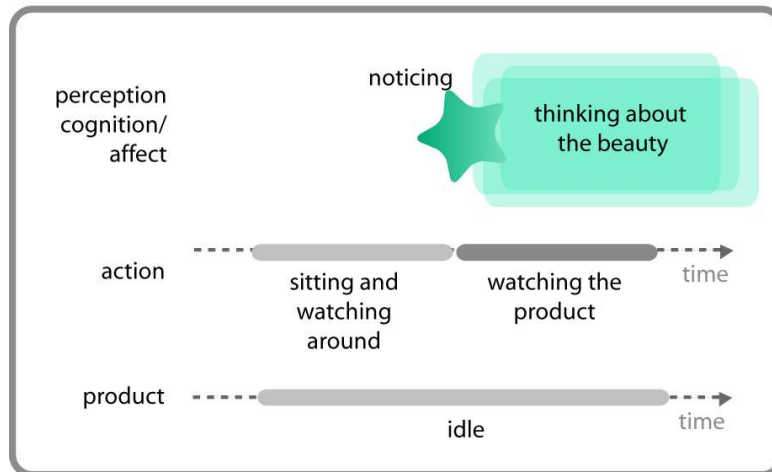 noticing
perception
cognition/
affect
thinking about
the beauty
action
sitting and
watching
around
watching the
product
time
product
idle
time